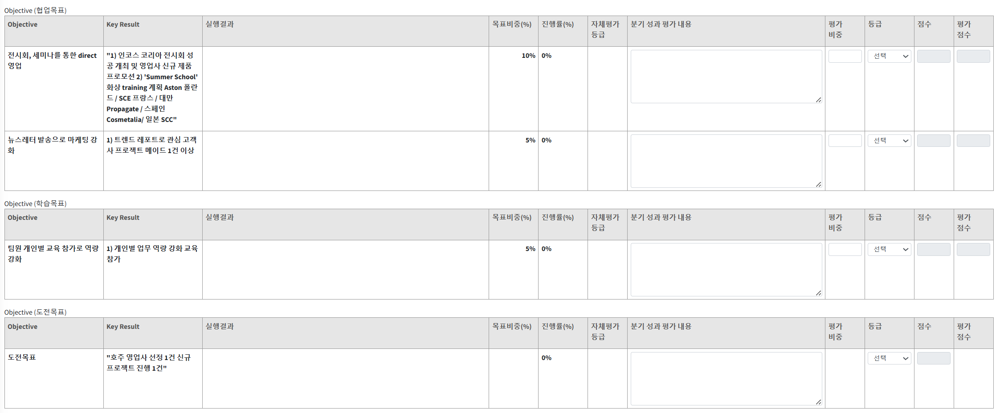 Objective (협업목표)
Objective Key Result 실행결과 목표비중(%) 진행률(%) 자체평가 등급 분기 성과 평가 내용 평가 비중 등급 점수 평가 점수
전시회, 세미나를 통한 direct
영업
"1) 인코스 코리아 전시회 성
공 개최 및 영업사 신규 제품
프로모션 2) 'Summer School'
화상 training 계획 Aston 폴란
드 / SCE 프랑스 / 대만
Propagate / 스페인
Cosmetalia/ 일본 SCC"
10% 0% 선택
뉴스레터 발송으로 마케팅 강
화
1) 트렌드 레포트로 관심 고객
사 프로젝트 메이드 1건 이상
5% 0% 선택
Objective (학습목표)
Objective Key Result 실행결과 목표비중(%) 진행률(%) 자체평가 등급 분기 성과 평가 내용 평가 비중 등급 점수 평가 점수
팀원 개인별 교육 참가로 역량
강화
1) 개인별 업무 역량 강화 교육
참가
5% 0% 선택
Objective (도전목표)
Objective Key Result 실행결과 목표비중(%) 진행률(%) 자체평가 등급 분기 성과 평가 내용 평가 비중 등급 점수 평가 점수
도전목표
"호주 영업사 선정 1건 신규
프로젝트 진행 1건"
0% 선택